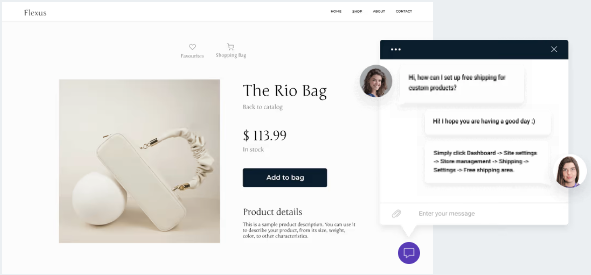 Flexus
HOME SHOP ABOUT CONTACT
Favourites Shopping Bag
The Rio Bag
Back to catalog
$ 113.99
In stock
Add to bag
Product details
This is a sample product description. You can use it
to describe your product, from its size, weight,
color, to other characteristics.
Hi, how can I set up free shipping for
custom products?
Hi! I hope you are having a good day ;)
Simply click Dashboard -> Site settings
-> Store management -> Shipping ->
Settings -> Free shipping area.
Enter your message